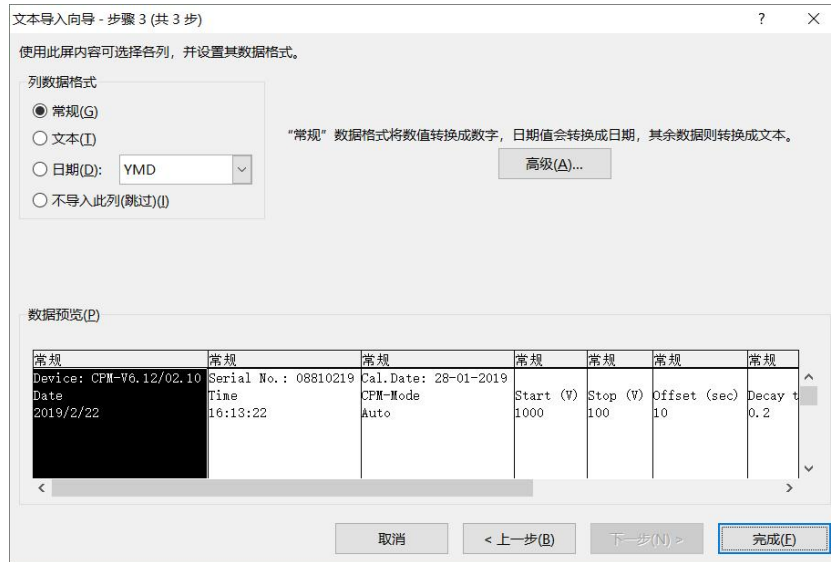 文本导入向导 - 步骤 3 (共 3 步)
? ×
使用此屏内容可选择各列，并设置其数据格式。
列数据格式
常规(G)
文本(T)
日期(D): YMD
不导入此列(跳过)(I)
“常规”数据格式将数值转换成数字，日期值会转换成日期，其余数据则转换成文本。
高级(A)...
数据预览(P)
常规 常规 常规 常规 常规 常规 常规
Device: CPM-V6.12/02.10 Serial No.: 08810219 Cal.Date: 28-01-2019
Date Time CPM-Mode Start (V) Stop (V) Offset (sec) Decay t
2019/2/22 16:13:22 Auto 1000 100 10 0.2
取消 < 上一步(B) 下一步(N) > 完成(F)